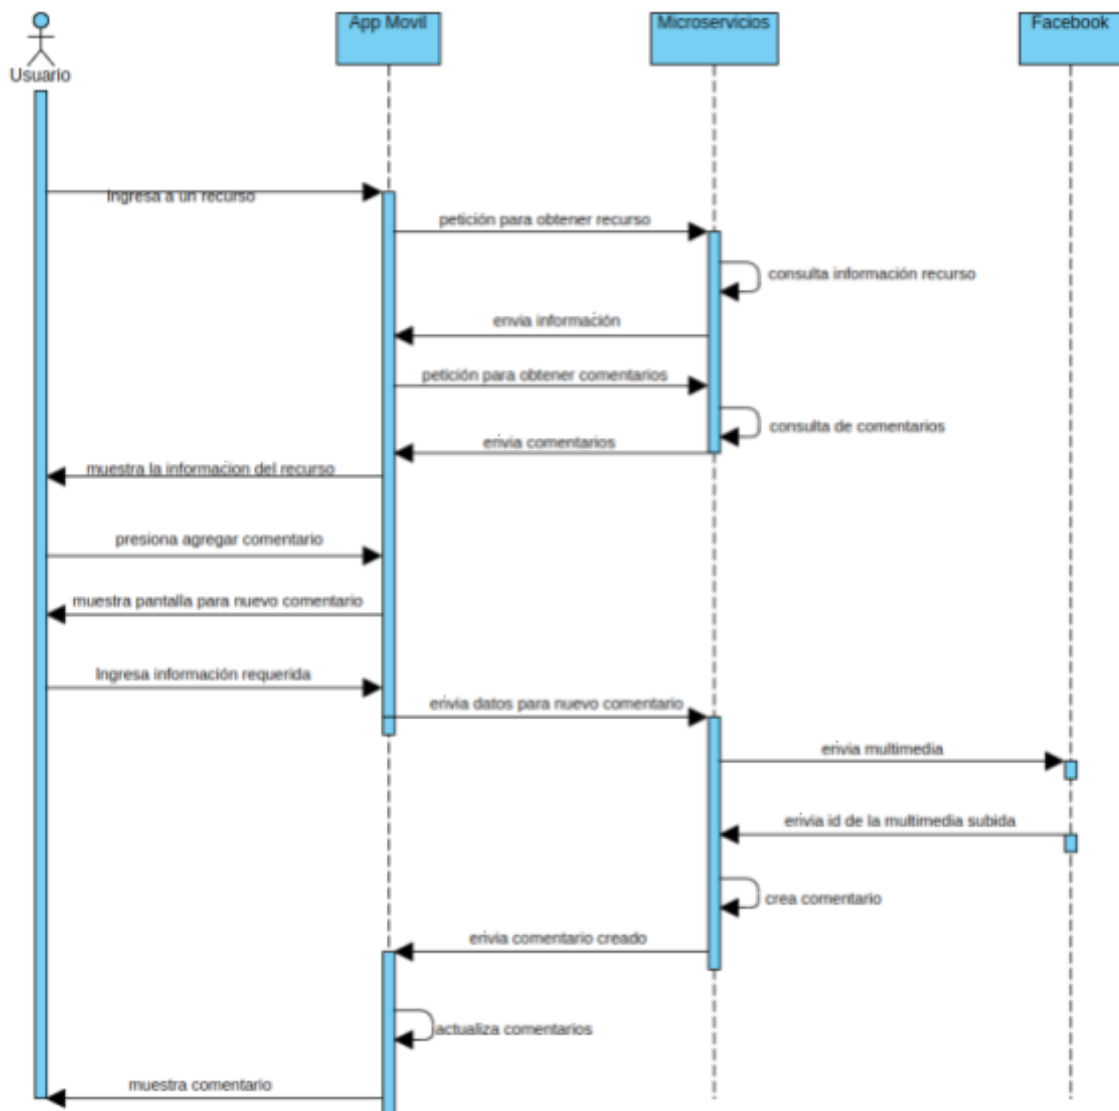 Usuario
App Movil
Microservicios
Facebook
Ingresa a un recurso
petición para obtener recurso
consulta información recurso
envia información
petición para obtener comentarios
consulta de comentarios
envia comentarios
muestra la informacion del recurso
presiona agregar comentario
muestra pantalla para nuevo comentario
Ingresa información requerida
envia datos para nuevo comentario
envia multimedia
envia id de la multimedia subida
crea comentario
envia comentario creado
actualiza comentarios
muestra comentario